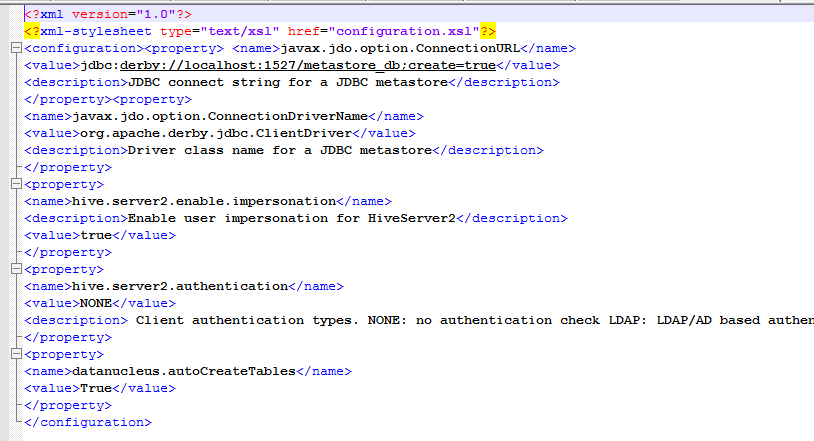 <?xml version="1.0"?>
<?xml-stylesheet type="text/xsl" href="configuration.xsl"?>
<configuration><property> <name>javax.jdo.option.ConnectionURL</name>
<value>jdbc:derby://localhost:1527/metastore_db;create=true</value>
<description>JDBC connect string for a JDBC metastore</description>
</property><property>
<name>javax.jdo.option.ConnectionDriverName</name>
<value>org.apache.derby.jdbc.ClientDriver</value>
<description>Driver class name for a JDBC metastore</description>
</property>
<property>
<name>hive.server2.enable.impersonation</name>
<description>Enable user impersonation for HiveServer2</description>
<value>true</value>
</property>
<property>
<name>hive.server2.authentication</name>
<value>NONE</value>
<description> Client authentication types. NONE: no authentication check LDAP: LDAP/AD based authen
</property>
<property>
<name>datanucleus.autoCreateTables</name>
<value>True</value>
</property>
</configuration>